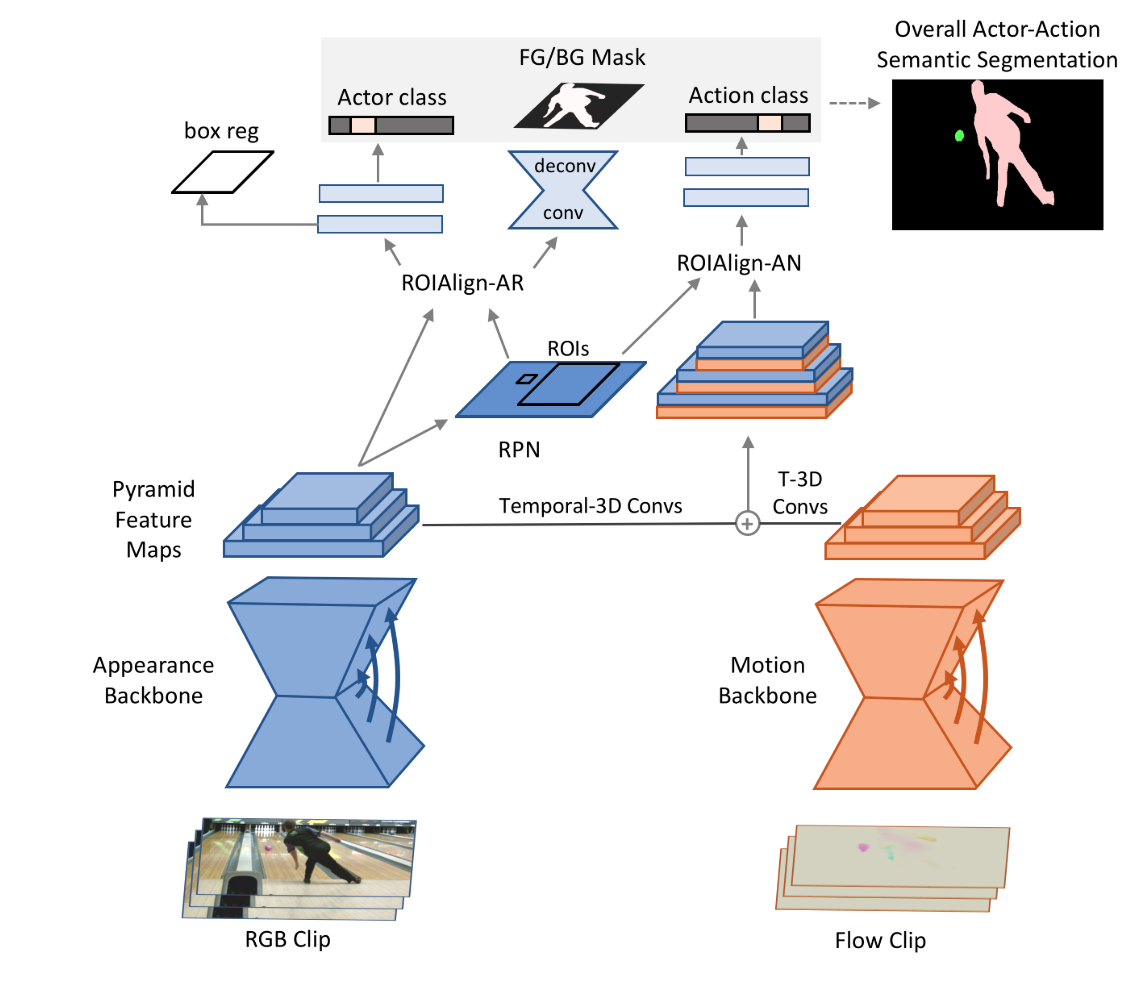 Overall Actor-Action
Semantic Segmentation
FG/BG Mask
Actor class
Action class
box reg
deconv
conv
ROIAlign-AR
ROIAlign-AN
ROIs
RPN
Pyramid
Feature
Maps
Temporal-3D Convs
T-3D
Convs
+
Appearance
Backbone
Motion
Backbone
RGB Clip
Flow Clip